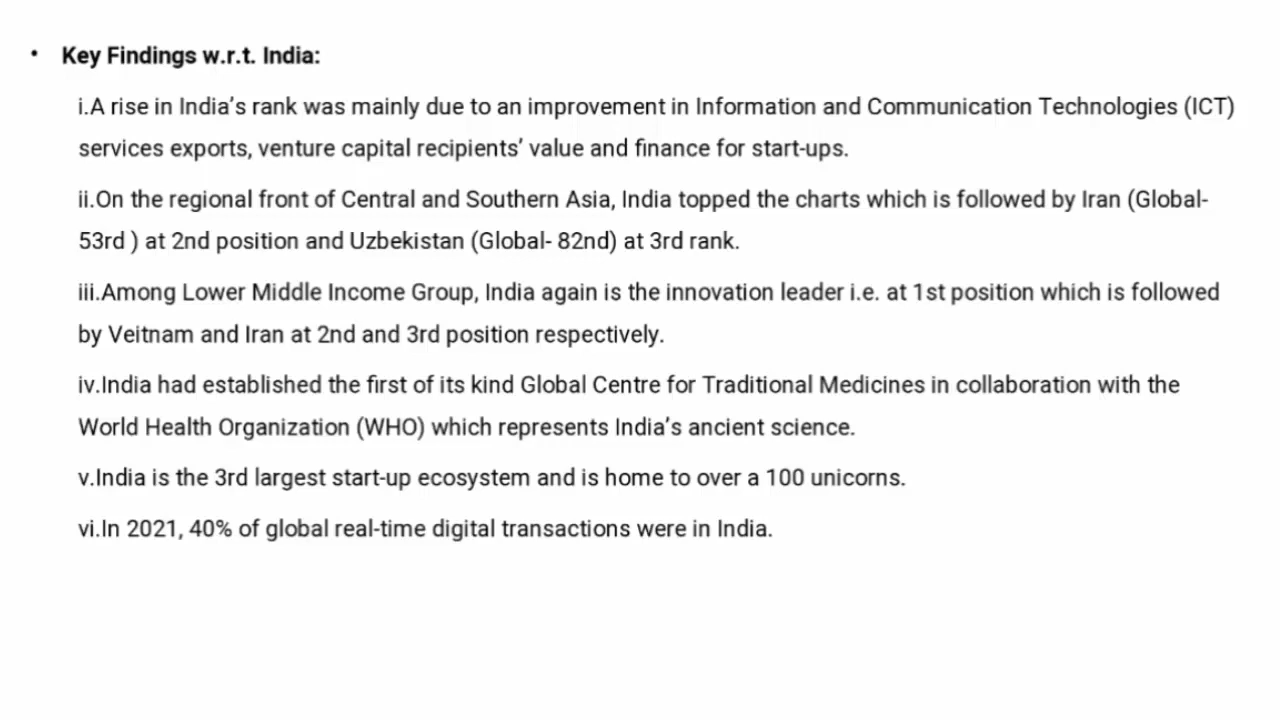 • Key Findings w.r.t. India:
i.A rise in India's rank was mainly due to an improvement in Information and Communication Technologies (ICT)
services exports, venture capital recipients' value and finance for start-ups.
ii.On the regional front of Central and Southern Asia, India topped the charts which is followed by Iran (Global-
53rd ) at 2nd position and Uzbekistan (Global- 82nd) at 3rd rank.
iii.Among Lower Middle Income Group, India again is the innovation leader i.e. at 1st position which is followed
by Veitnam and Iran at 2nd and 3rd position respectively.
iv.India had established the first of its kind Global Centre for Traditional Medicines in collaboration with the
World Health Organization (WHO) which represents India's ancient science.
v.India is the 3rd largest start-up ecosystem and is home to over a 100 unicorns.
vi.In 2021, 40% of global real-time digital transactions were in India.